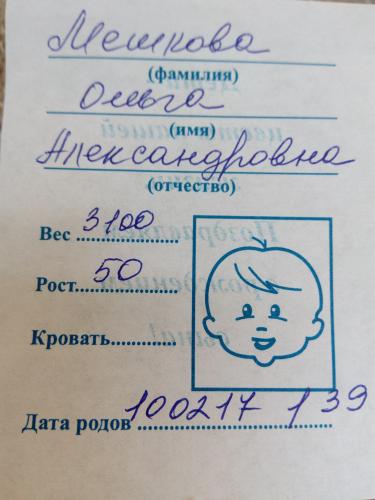 Мешкова
(фамилия)
Ольга
(имя)
Александровна
(отчество)
Вес 3100
Рост 50
Кровать
Дата родов 100217 1 39